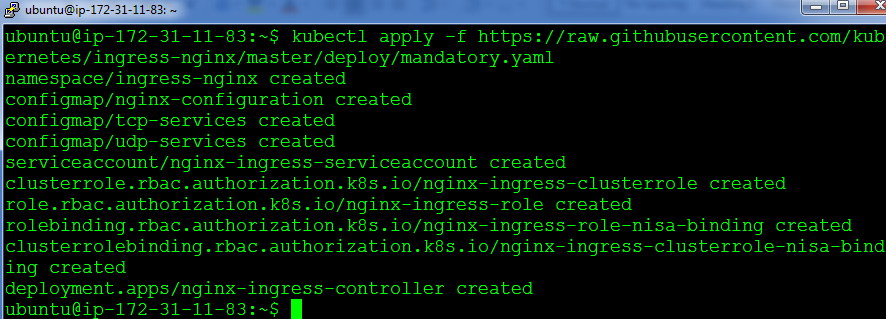 ubuntu@ip-172-31-11-83: ~
ubuntu@ip-172-31-11-83:~$ kubectl apply -f https://raw.githubusercontent.com/kub
ernetes/ingress-nginx/master/deploy/mandatory.yaml
namespace/ingress-nginx created
configmap/nginx-configuration created
configmap/tcp-services created
configmap/udp-services created
serviceaccount/nginx-ingress-serviceaccount created
clusterrole.rbac.authorization.k8s.io/nginx-ingress-clusterrole created
role.rbac.authorization.k8s.io/nginx-ingress-role created
rolebinding.rbac.authorization.k8s.io/nginx-ingress-role-nisa-binding created
clusterrolebinding.rbac.authorization.k8s.io/nginx-ingress-clusterrole-nisa-bind
ing created
deployment.apps/nginx-ingress-controller created
ubuntu@ip-172-31-11-83:~$